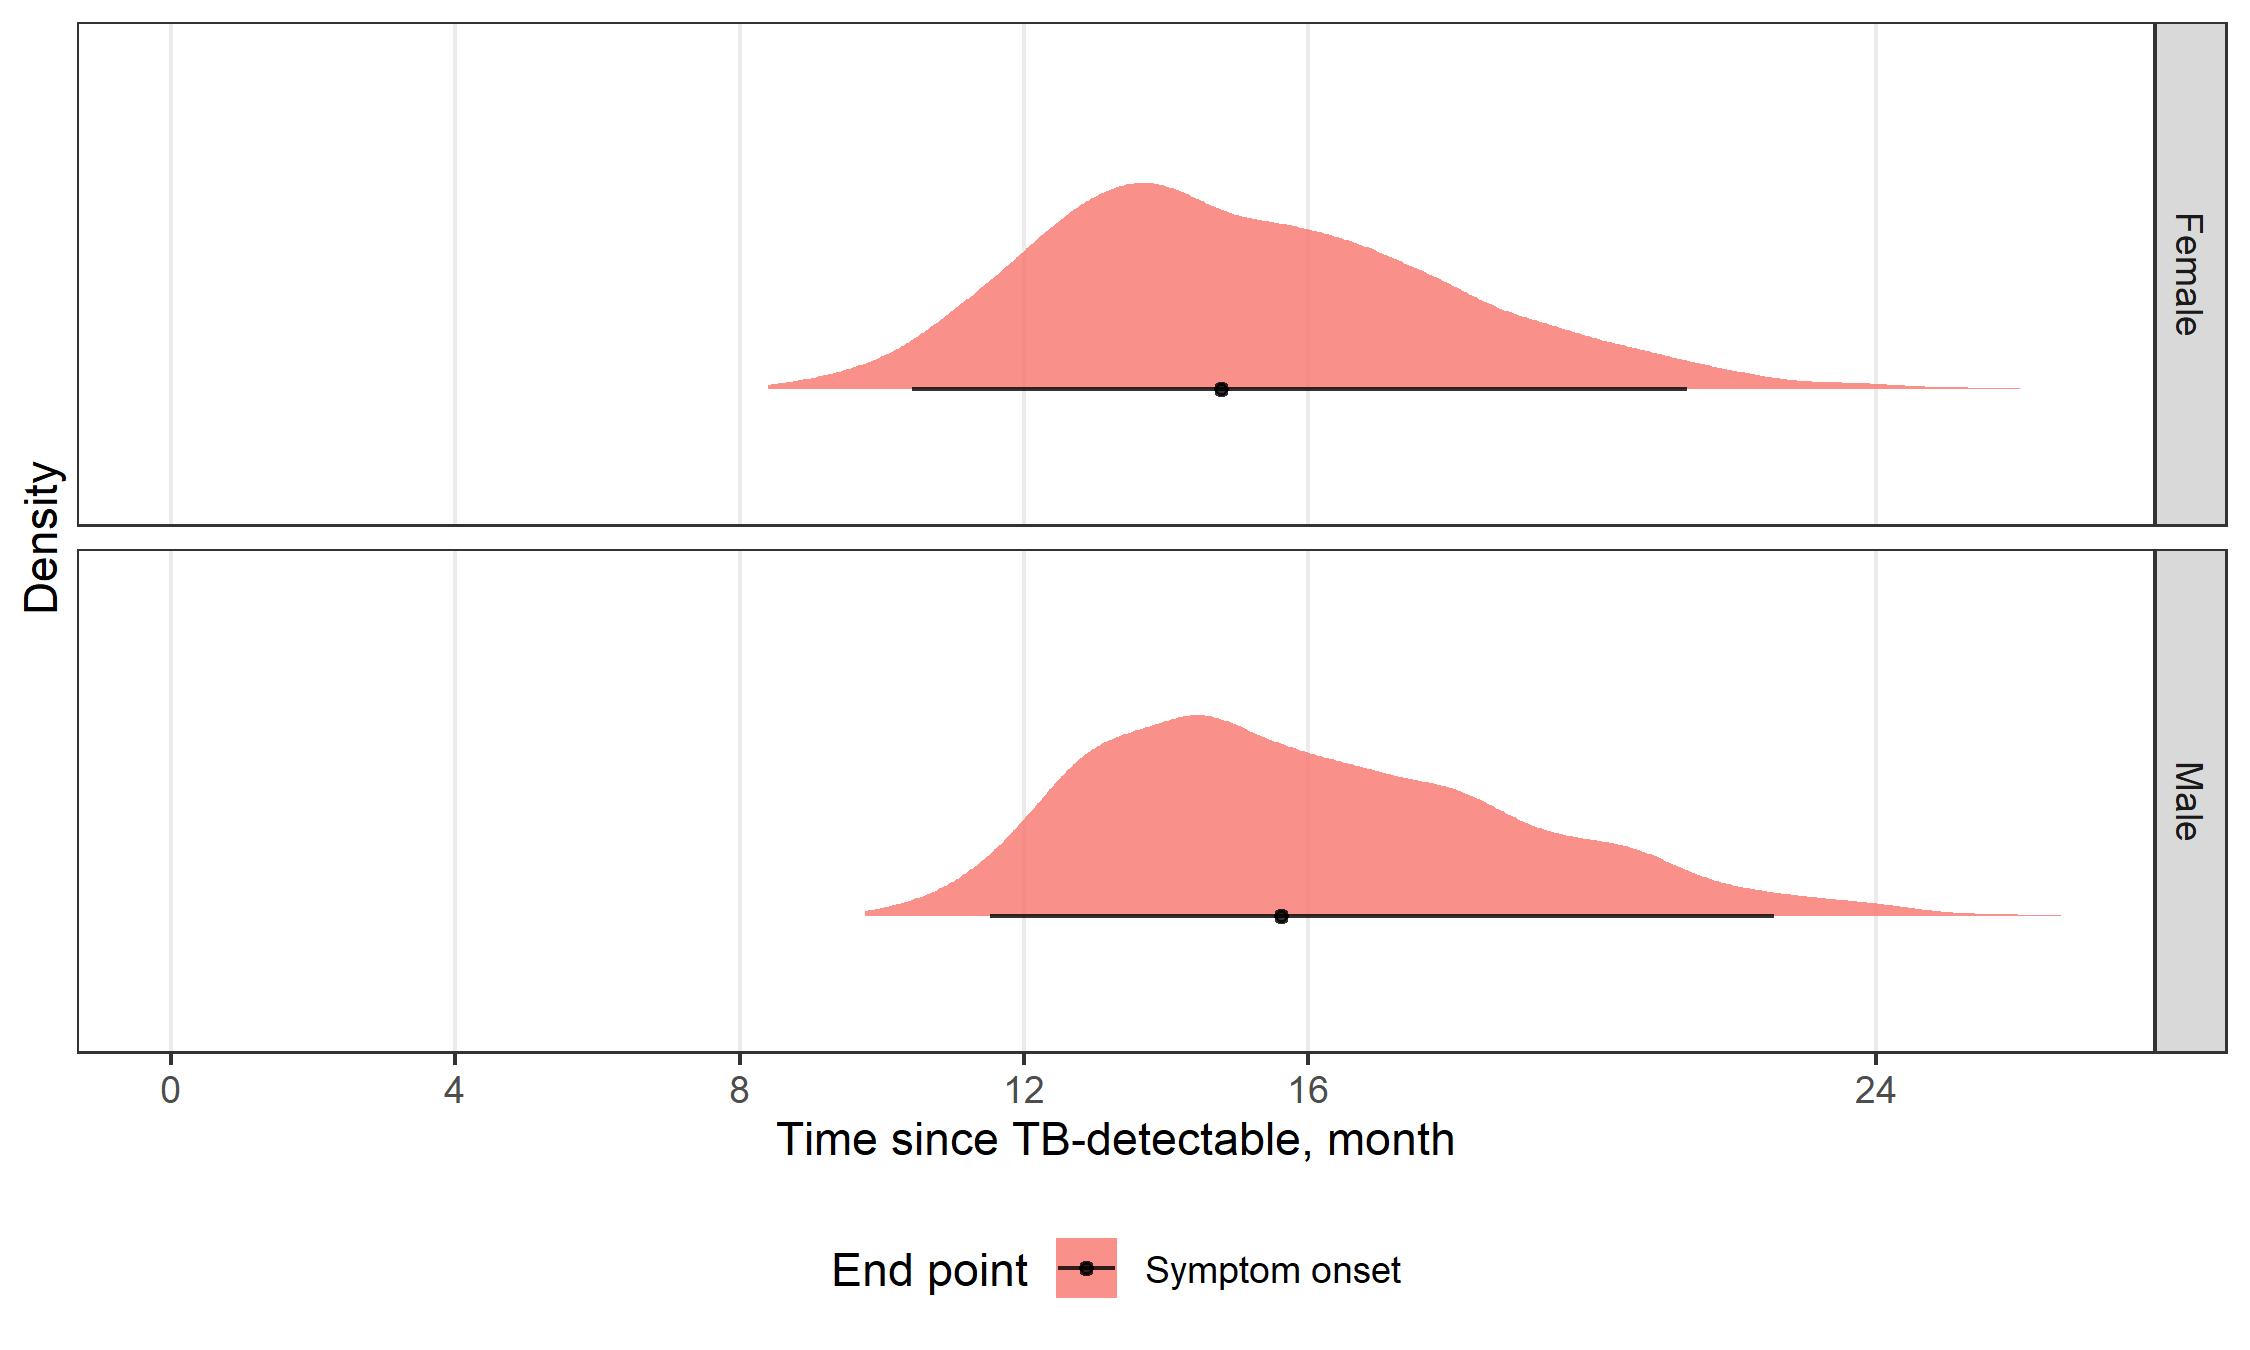 Density
Female
Male
0 4 8 12 16 24
Time since TB-detectable, month
End point Symptom onset